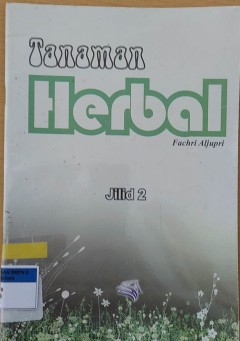 Tanaman
Herbal
Fachri Aljupri
Jilid 2